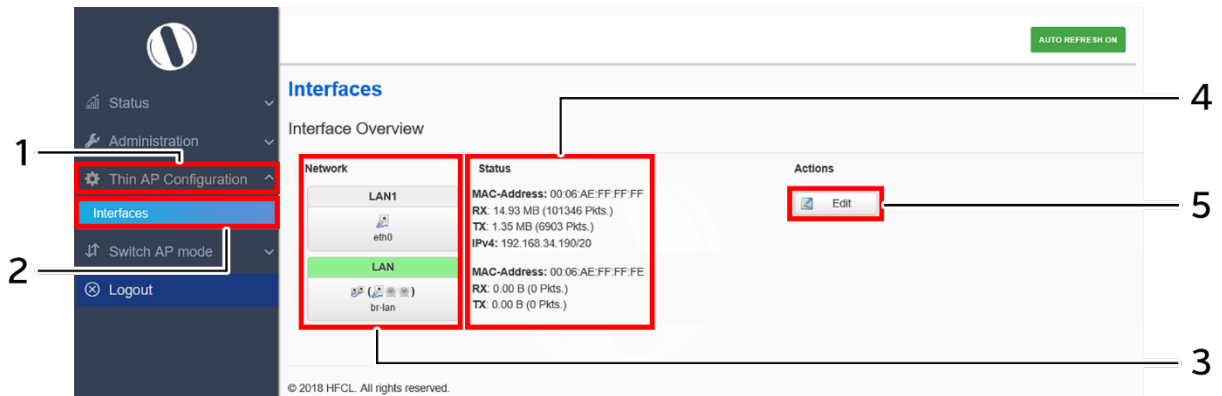 AUTO REFRESH ON
Status
Administration
Thin AP Configuration
Interfaces
Switch AP mode
Logout
Interfaces
Interface Overview
Network
Status
Actions
LAN1
eth0
MAC-Address: 00:06:AE:FF:FF:FF
RX: 14.93 MB (101346 Pkts.)
TX: 1.35 MB (6903 Pkts.)
IPv4: 192.168.34.190/20
Edit
LAN
br-lan
MAC-Address: 00:06:AE:FF:FF:FE
RX: 0.00 B (0 Pkts.)
TX: 0.00 B (0 Pkts.)
© 2018 HFCL. All rights reserved.
1
2
3
4
5